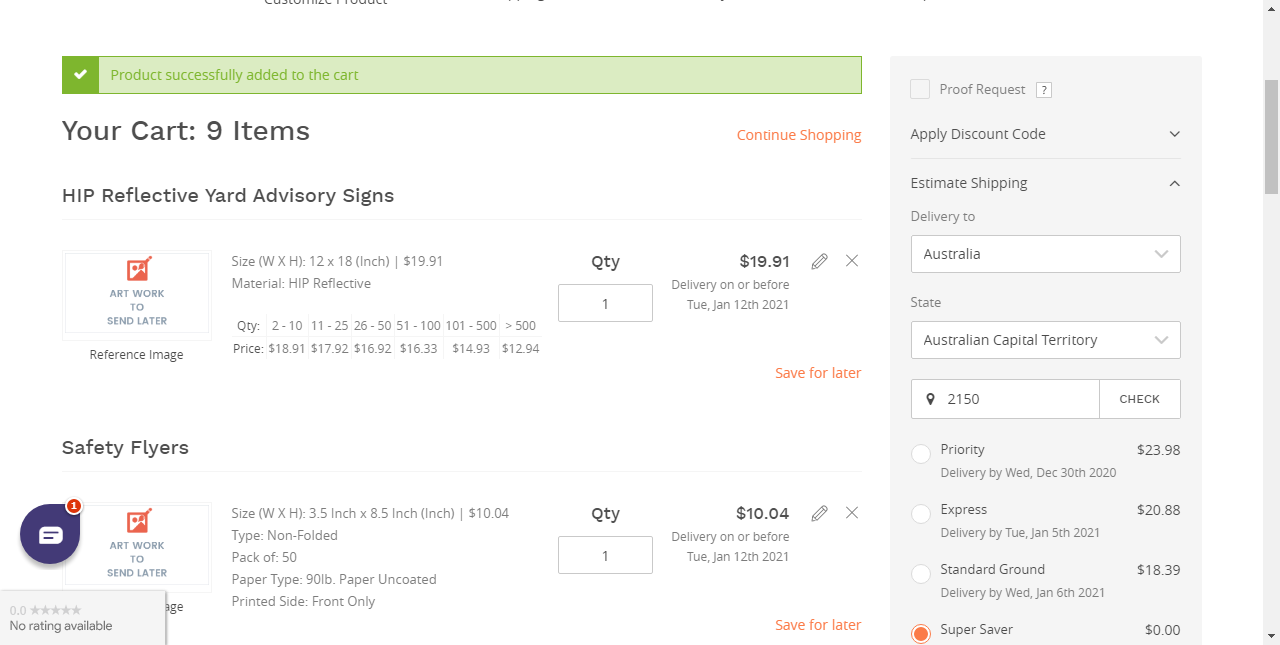 Customize Product
Product successfully added to the cart
Your Cart: 9 Items
Continue Shopping
HIP Reflective Yard Advisory Signs
ART WORK
TO
SEND LATER
Reference Image
Size (W X H): 12 x 18 (Inch) | $19.91
Material: HIP Reflective
Qty: 2 - 10 11 - 25 26 - 50 51 - 100 101 - 500 > 500
Price: $18.91 $17.92 $16.92 $16.33 $14.93 $12.94
Qty
1
$19.91
Delivery on or before
Tue, Jan 12th 2021
Save for later
Safety Flyers
ART WORK
TO
SEND LATER
age
Size (W X H): 3.5 Inch x 8.5 Inch (Inch) | $10.04
Type: Non-Folded
Pack of: 50
Paper Type: 90lb. Paper Uncoated
Printed Side: Front Only
Qty
1
$10.04
Delivery on or before
Tue, Jan 12th 2021
Save for later
1
0.0 ★★★★★
No rating available
Proof Request ?
Apply Discount Code
Estimate Shipping
Delivery to
Australia
State
Australian Capital Territory
2150 CHECK
Priority $23.98
Delivery by Wed, Dec 30th 2020
Express $20.88
Delivery by Tue, Jan 5th 2021
Standard Ground $18.39
Delivery by Wed, Jan 6th 2021
Super Saver $0.00